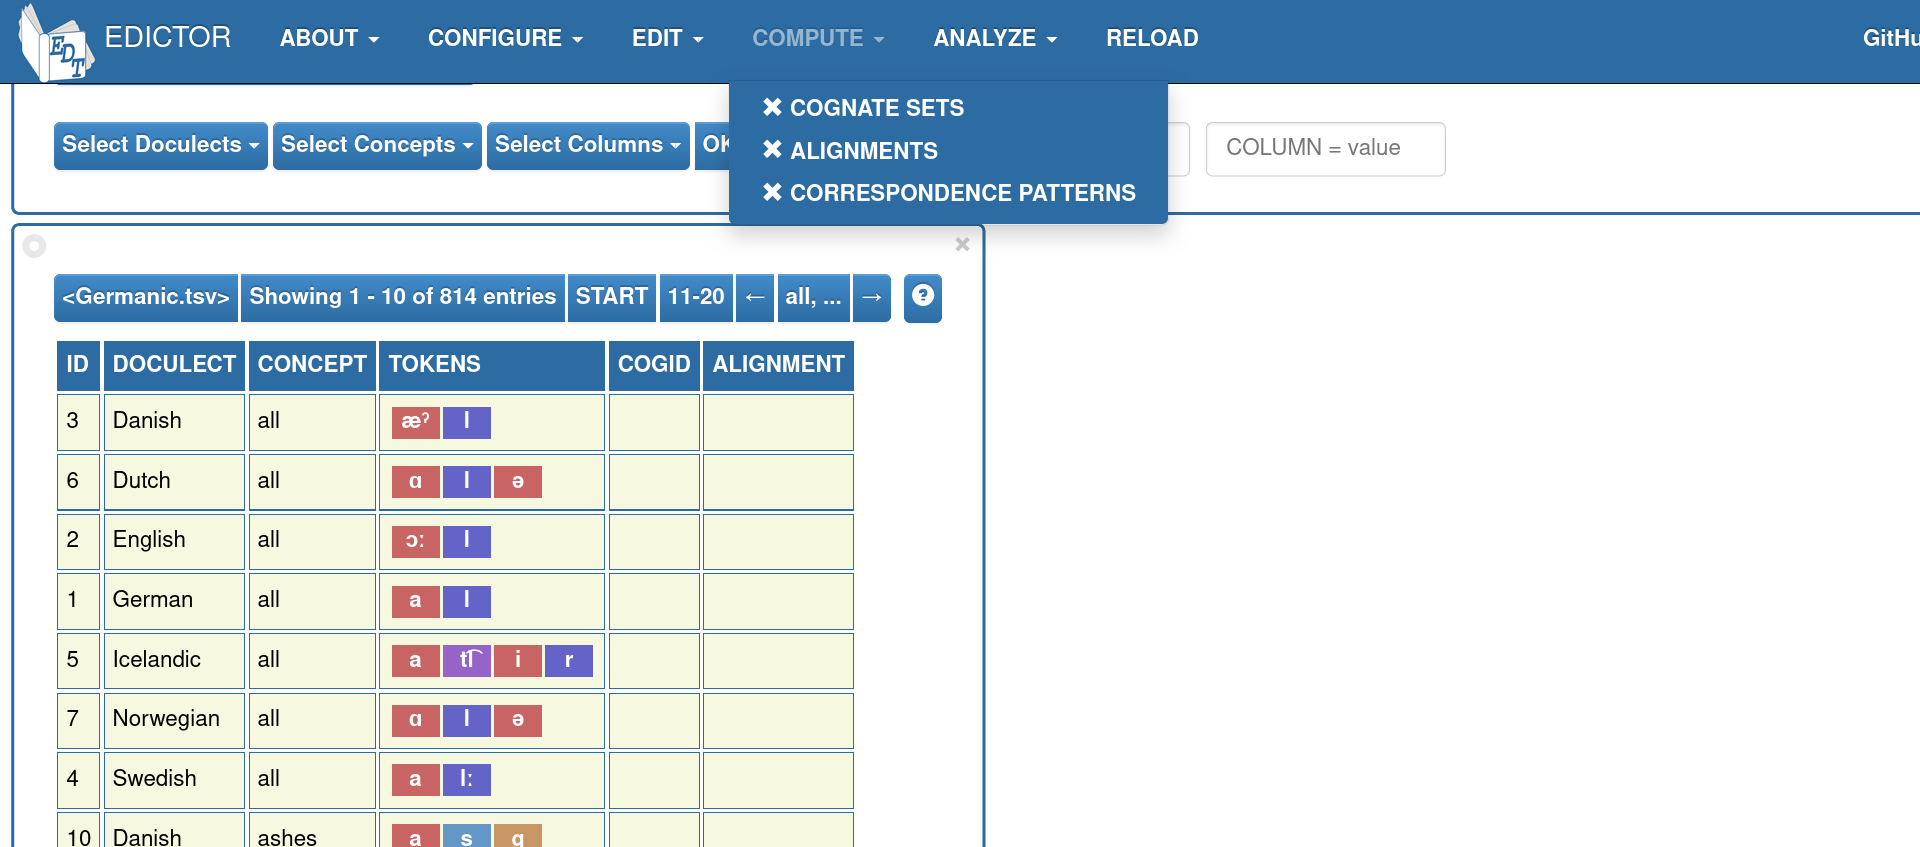 EDT EDICTOR ABOUT CONFIGURE EDIT COMPUTE ANALYZE RELOAD GitHu
COGNATE SETS
ALIGNMENTS
CORRESPONDENCE PATTERNS
Select Doculects Select Concepts Select Columns OK COLUMN = value
<Germanic.tsv> Showing 1 - 10 of 814 entries START 11-20 ← all, ... → ?
ID DOCULECT CONCEPT TOKENS COGID ALIGNMENT
3 Danish all æˀ l
6 Dutch all ɑ l ə
2 English all ɔː l
1 German all a l
5 Icelandic all a tl͡ i r
7 Norwegian all ɑ l ə
4 Swedish all a lː
10 Danish ashes a s g